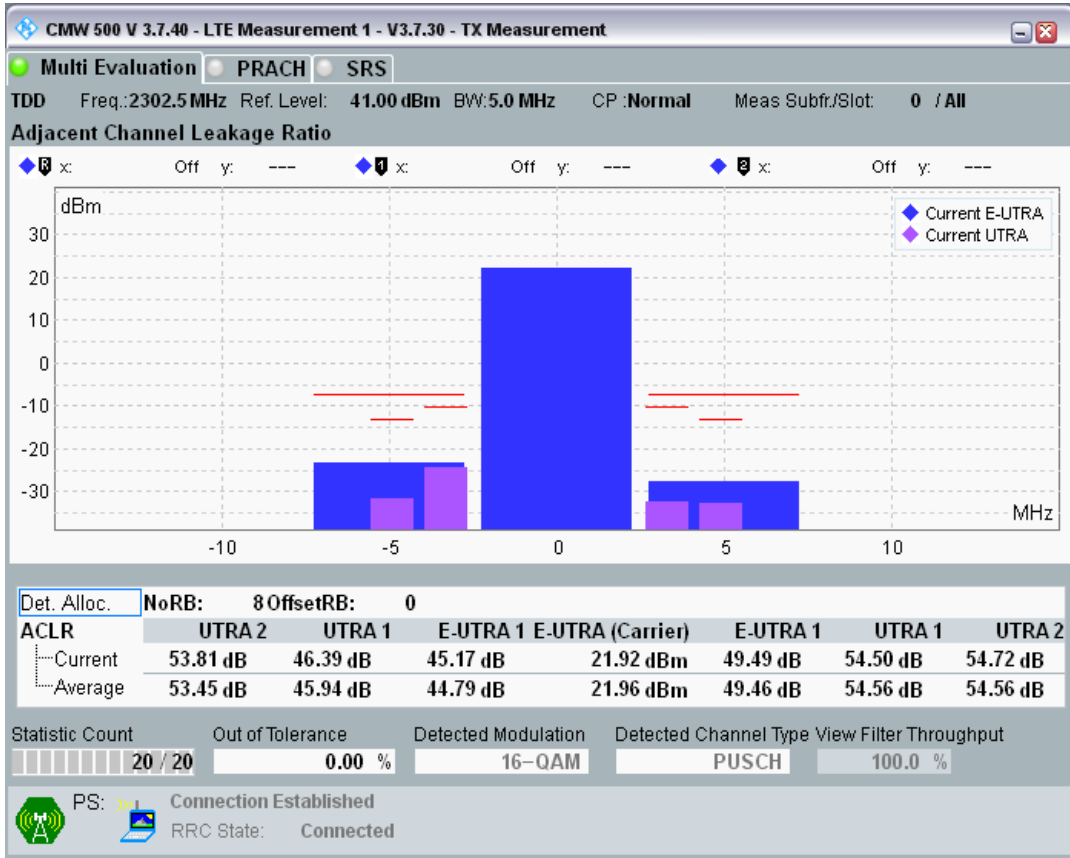 CMW 500 V 3.7.40 - LTE Measurement 1 - V3.7.30 - TX Measurement
Multi Evaluation PRACH SRS
TDD Freq.:2302.5 MHz Ref. Level: 41.00 dBm BW:5.0 MHz CP :Normal Meas Subfr./Slot: 0 / All
Adjacent Channel Leakage Ratio
R x: Off y: --- 1 x: Off y: --- 2 x: Off y: ---
dBm
Current E-UTRA
Current UTRA
30
20
10
0
-10
-20
-30
MHz
-10 -5 0 5 10
Det. Alloc. NoRB: 8 OffsetRB: 0
ACLR UTRA 2 UTRA 1 E-UTRA 1 E-UTRA (Carrier) E-UTRA 1 UTRA 1 UTRA 2
Current 53.81 dB 46.39 dB 45.17 dB 21.92 dBm 49.49 dB 54.50 dB 54.72 dB
Average 53.45 dB 45.94 dB 44.79 dB 21.96 dBm 49.46 dB 54.56 dB 54.56 dB
Statistic Count Out of Tolerance Detected Modulation Detected Channel Type View Filter Throughput
20 / 20 0.00 % 16-QAM PUSCH 100.0 %
PS: Connection Established
RRC State: Connected